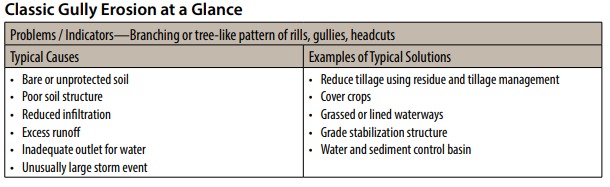 Classic Gully Erosion at a Glance
Problems / Indicators—Branching or tree-like pattern of rills, gullies, headcuts
Typical Causes
• Bare or unprotected soil
• Poor soil structure
• Reduced infiltration
• Excess runoff
• Inadequate outlet for water
• Unusually large storm event
Examples of Typical Solutions
• Reduce tillage using residue and tillage management
• Cover crops
• Grassed or lined waterways
• Grade stabilization structure
• Water and sediment control basin